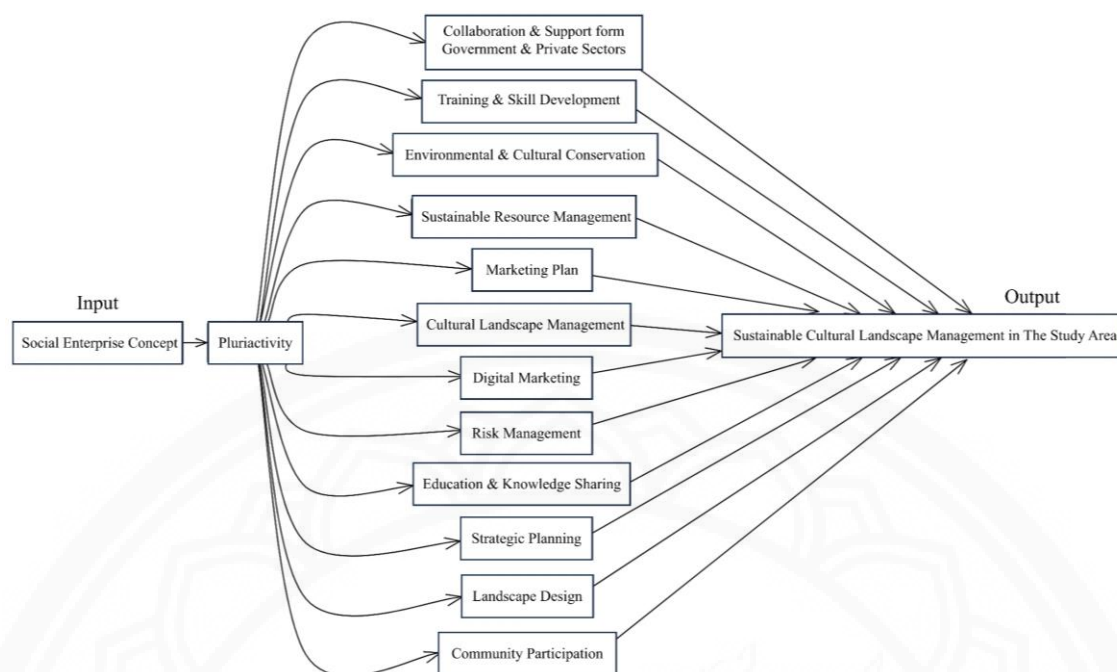 Collaboration & Support form
Government & Private Sectors
Training & Skill Development
Environmental & Cultural Conservation
Sustainable Resource Management
Marketing Plan
Input
Output
Social Enterprise Concept
Pluriactivity
Cultural Landscape Management
Sustainable Cultural Landscape Management in The Study Area
Digital Marketing
Risk Management
Education & Knowledge Sharing
Strategic Planning
Landscape Design
Community Participation